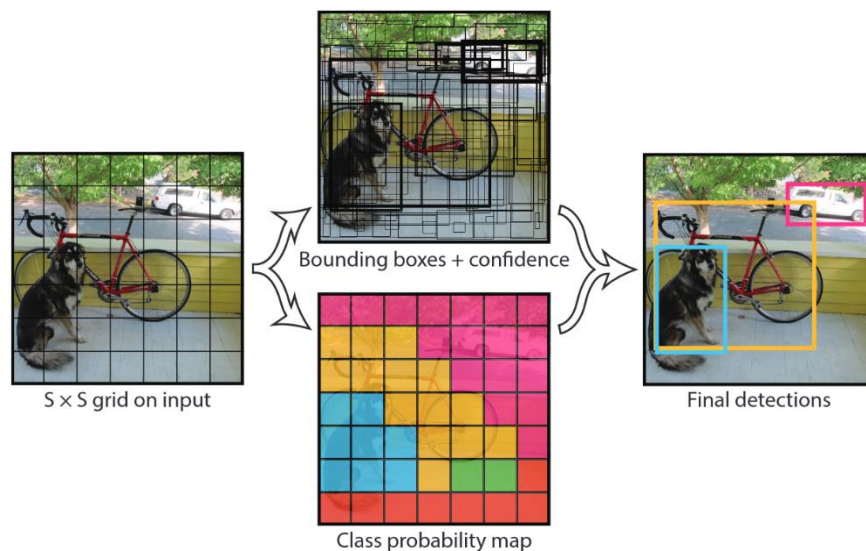 Bounding boxes + confidence
S × S grid on input
Final detections
Class probability map